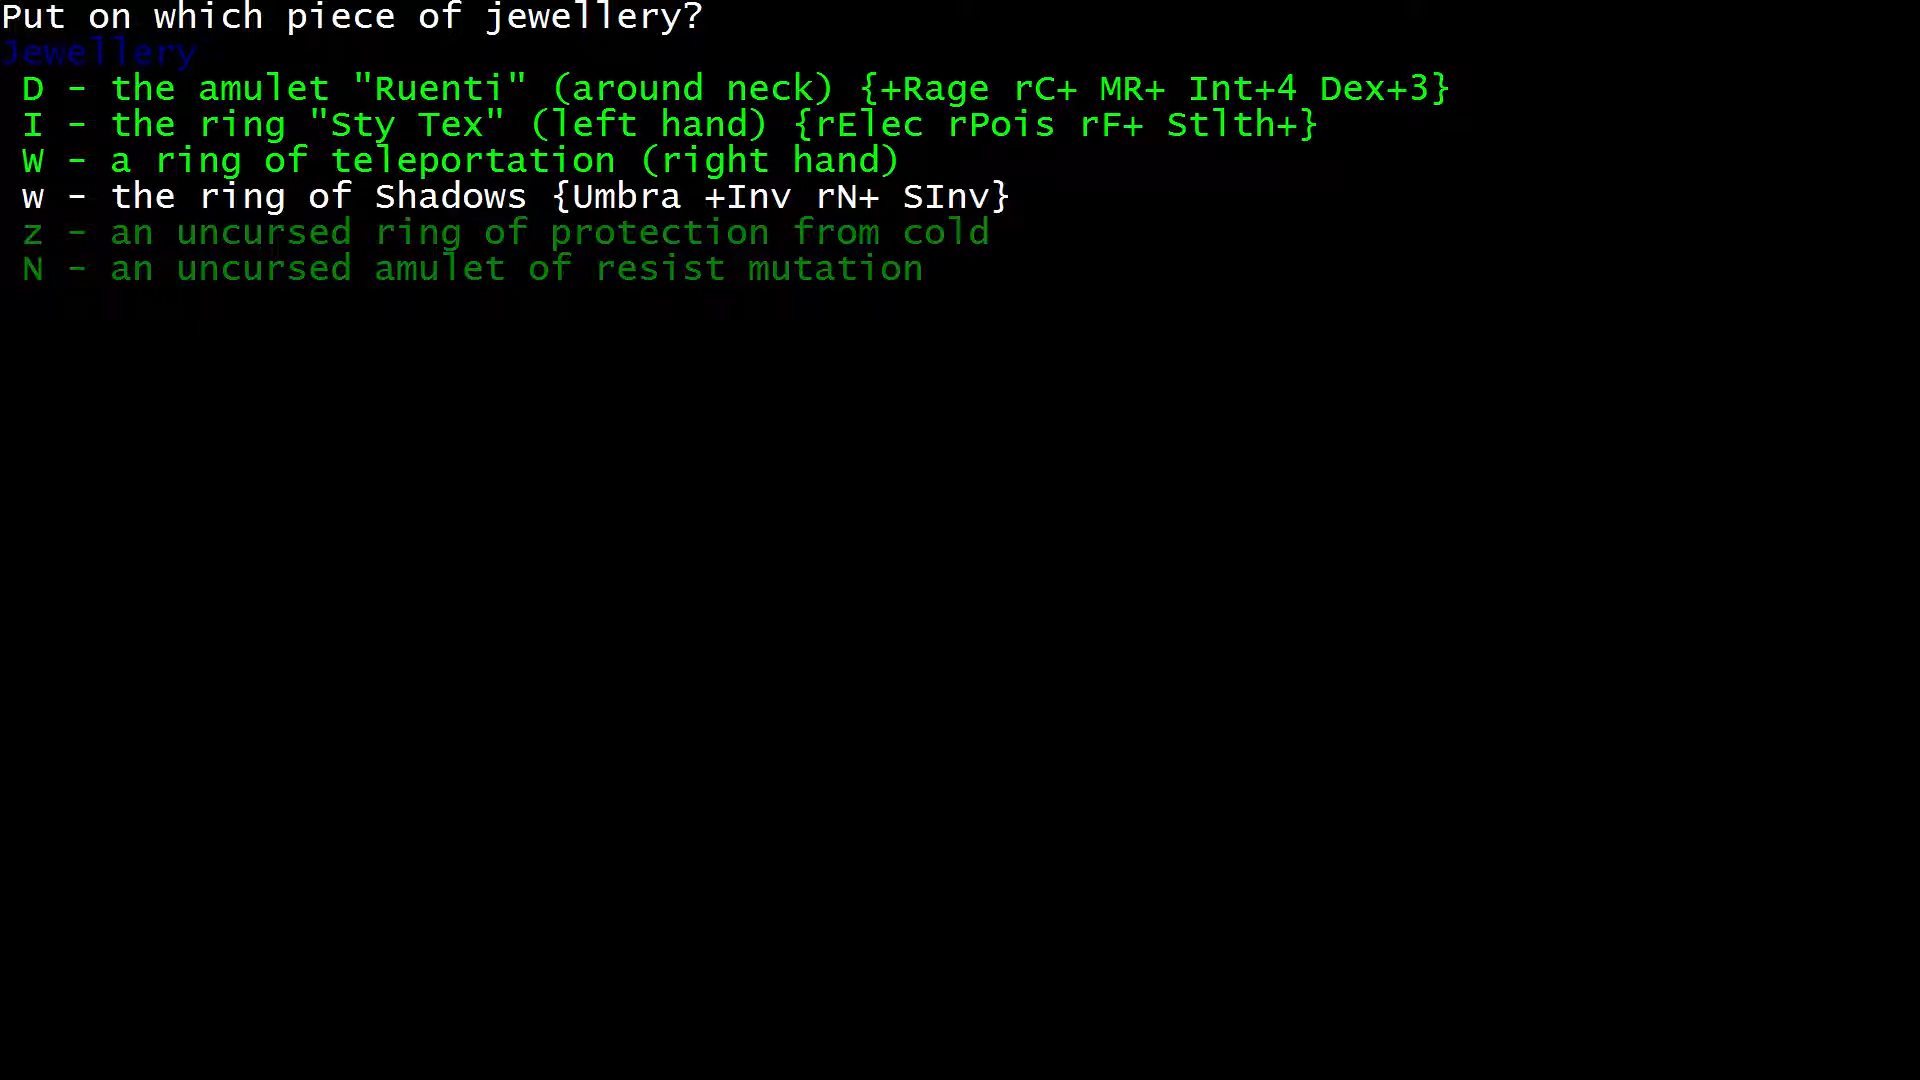 Put on which piece of jewellery?
Jewellery
D - the amulet "Ruenti" (around neck) {+Rage rC+ MR+ Int+4 Dex+3}
I - the ring "Sty Tex" (left hand) {rElec rPois rF+ Stlth+}
W - a ring of teleportation (right hand)
w - the ring of Shadows {Umbra +Inv rN+ SInv}
z - an uncursed ring of protection from cold
N - an uncursed amulet of resist mutation